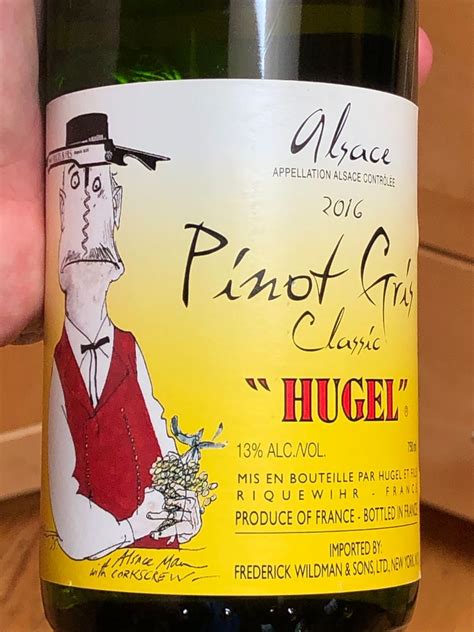 Alsace
APPELLATION ALSACE CONTRÔLÉE
2016
Pinot Gris
Classic
"HUGEL"®
13% ALC./VOL. 750
MIS EN BOUTEILLE PAR HUGEL ET FILS
RIQUEWIHR - FRANCE
PRODUCE OF FRANCE - BOTTLED IN FRANCE
IMPORTED BY:
FREDERICK WILDMAN & SONS, LTD., NEW YORK,
Alsace Man
with CORKSCREW